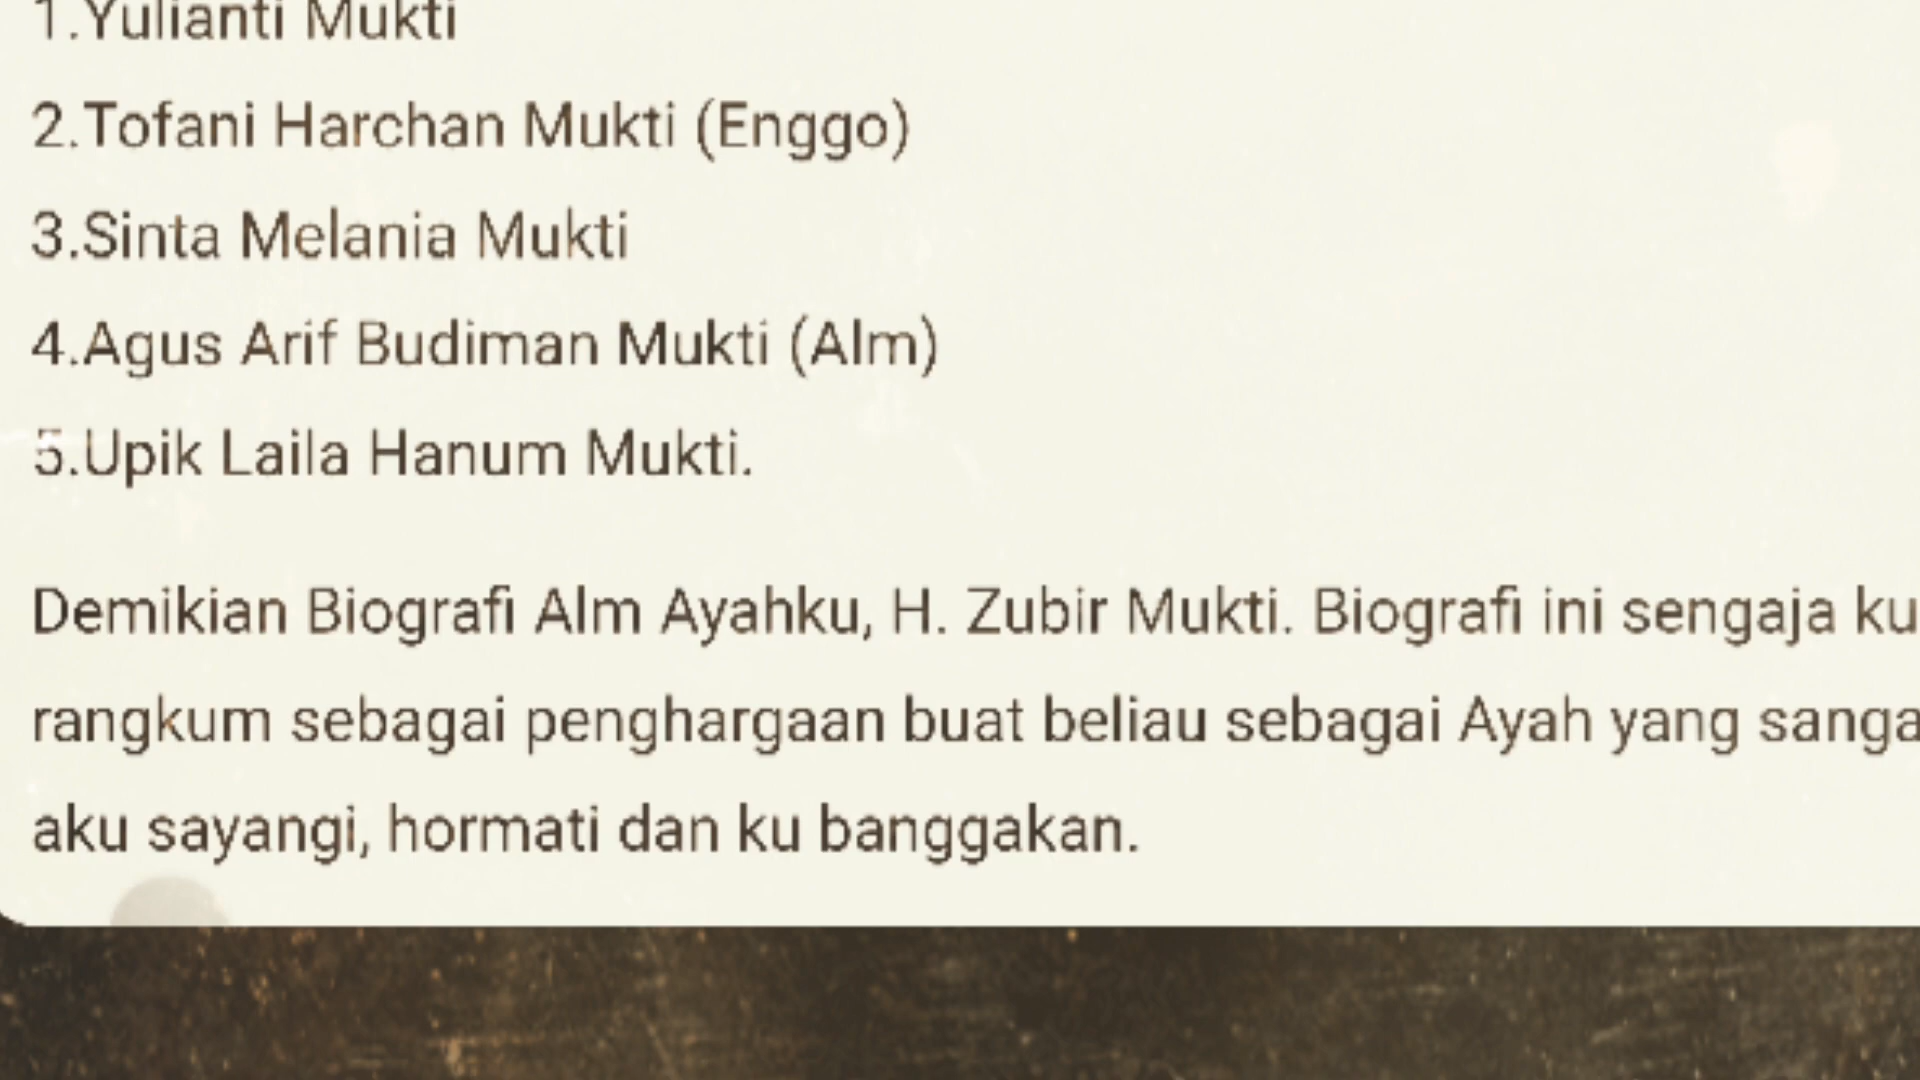 1.Yulianti Mukti
2.Tofani Harchan Mukti (Enggo)
3.Sinta Melania Mukti
4.Agus Arif Budiman Mukti (Alm)
5.Upik Laila Hanum Mukti.
Demikian Biografi Alm Ayahku, H. Zubir Mukti. Biografi ini sengaja ku
rangkum sebagai penghargaan buat beliau sebagai Ayah yang sanga
aku sayangi, hormati dan ku banggakan.